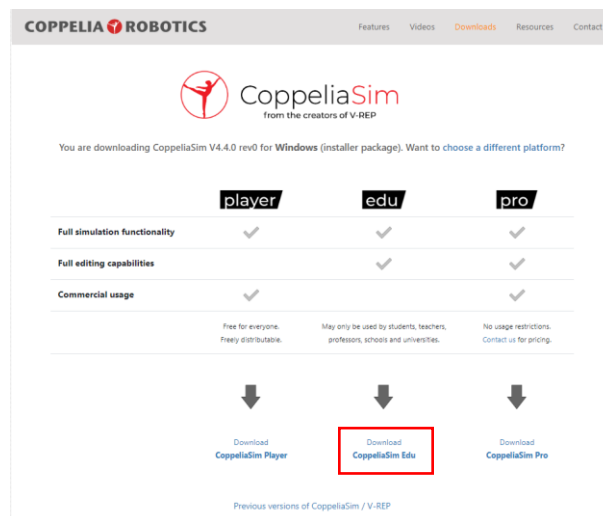 COPPELIA ROBOTICS
Features Videos Downloads Resources Contact
CoppeliaSim
from the creators of V-REP
You are downloading CoppeliaSim V4.4.0 rev0 for Windows (installer package). Want to choose a different platform?
player edu pro
Full simulation functionality
Full editing capabilities
Commercial usage
Free for everyone. May only be used by students, teachers, No usage restrictions.
Freely distributable. professors, schools and universities. Contact us for pricing.
Download Download Download
CoppeliaSim Player CoppeliaSim Edu CoppeliaSim Pro
Previous versions of CoppeliaSim / V-REP